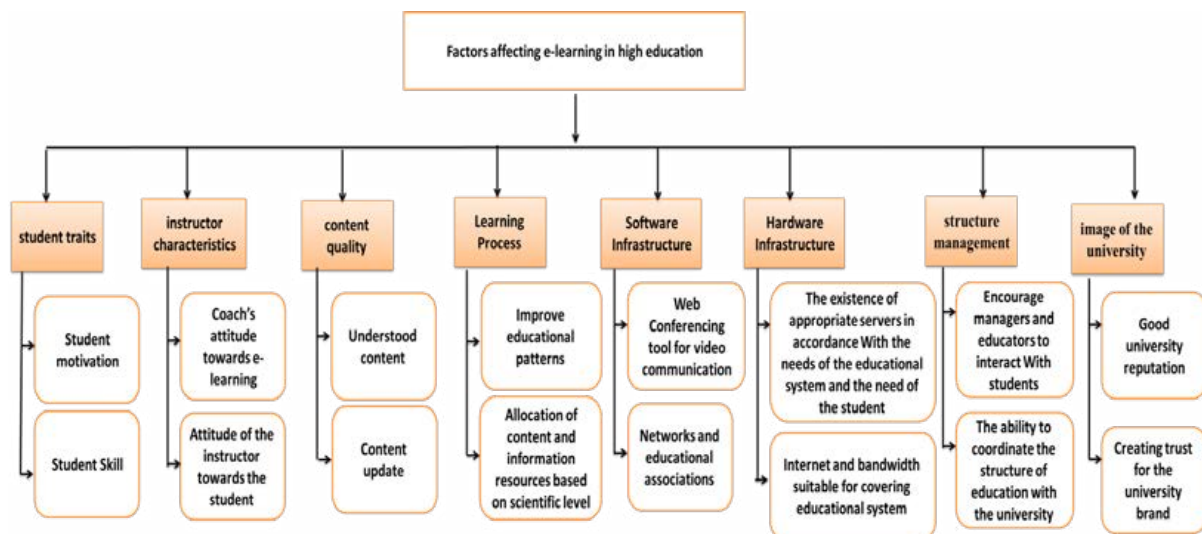 Factors affecting e-learning in high education
student traits
instructor
characteristics
content
quality
Learning
Process
Software
Infrastructure
Hardware
Infrastructure
structure
management
image of the
university
Student
motivation
Student Skill
Coach's
attitude
towards e-
learning
Attitude of the
instructor
towards the
student
Understood
content
Content
update
Improve
educational
patterns
Allocation of
content and
information
resources based
on scientific level
Web
Conferencing
tool for video
communication
Networks and
educational
associations
The existence of
appropriate servers in
accordance With the
needs of the educational
system and the need of
the student
Internet and bandwidth
suitable for covering
educational system
Encourage
managers and
educators to
interact With
students
The ability to
coordinate the
structure of
education with
the university
Good
university
reputation
Creating trust
for the
university
brand